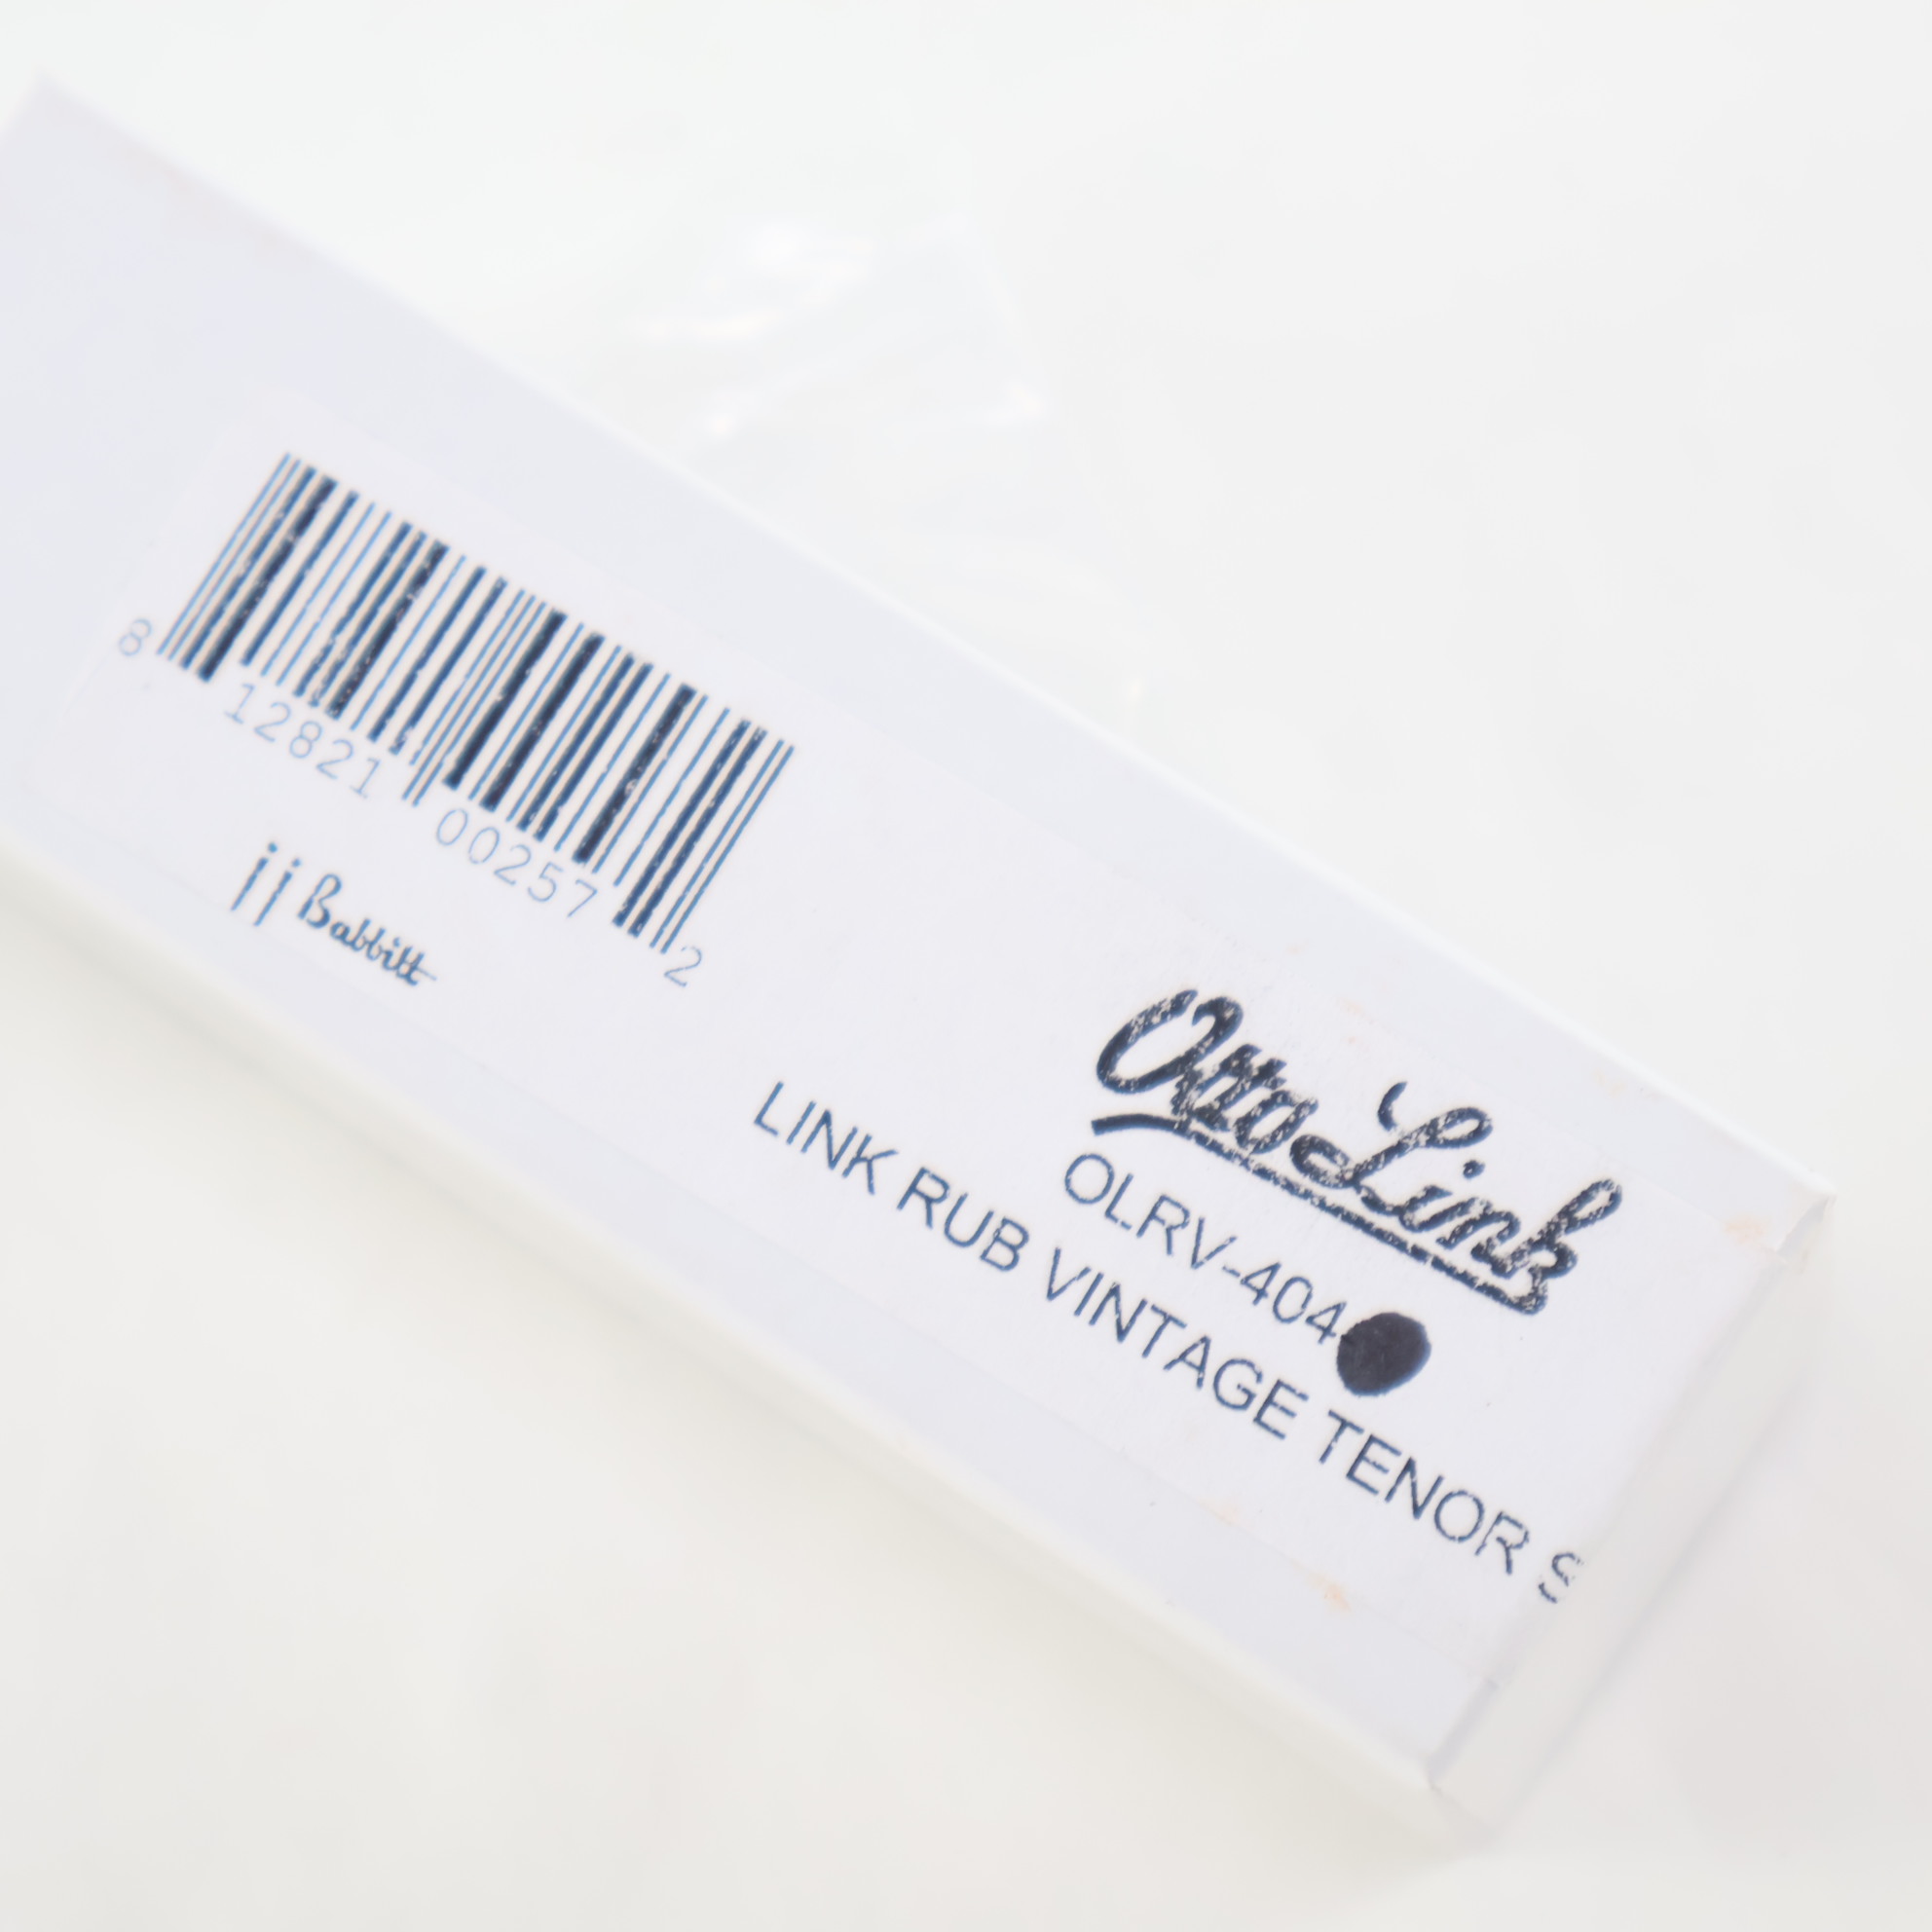 8 12821 00257 2
jj Babbitt
Otto Link
OLRV-404
LINK RUB VINTAGE TENOR S